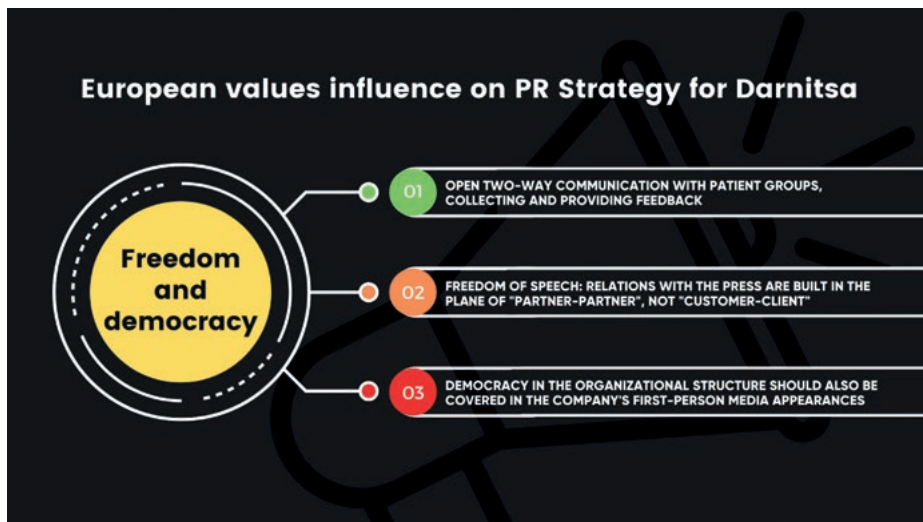 European values influence on PR Strategy for Darnitsa
Freedom
and
democracy
01
OPEN TWO-WAY COMMUNICATION WITH PATIENT GROUPS,
COLLECTING AND PROVIDING FEEDBACK
02
FREEDOM OF SPEECH: RELATIONS WITH THE PRESS ARE BUILT IN THE
PLANE OF "PARTNER-PARTNER", NOT "CUSTOMER-CLIENT"
03
DEMOCRACY IN THE ORGANIZATIONAL STRUCTURE SHOULD ALSO BE
COVERED IN THE COMPANY'S FIRST-PERSON MEDIA APPEARANCES